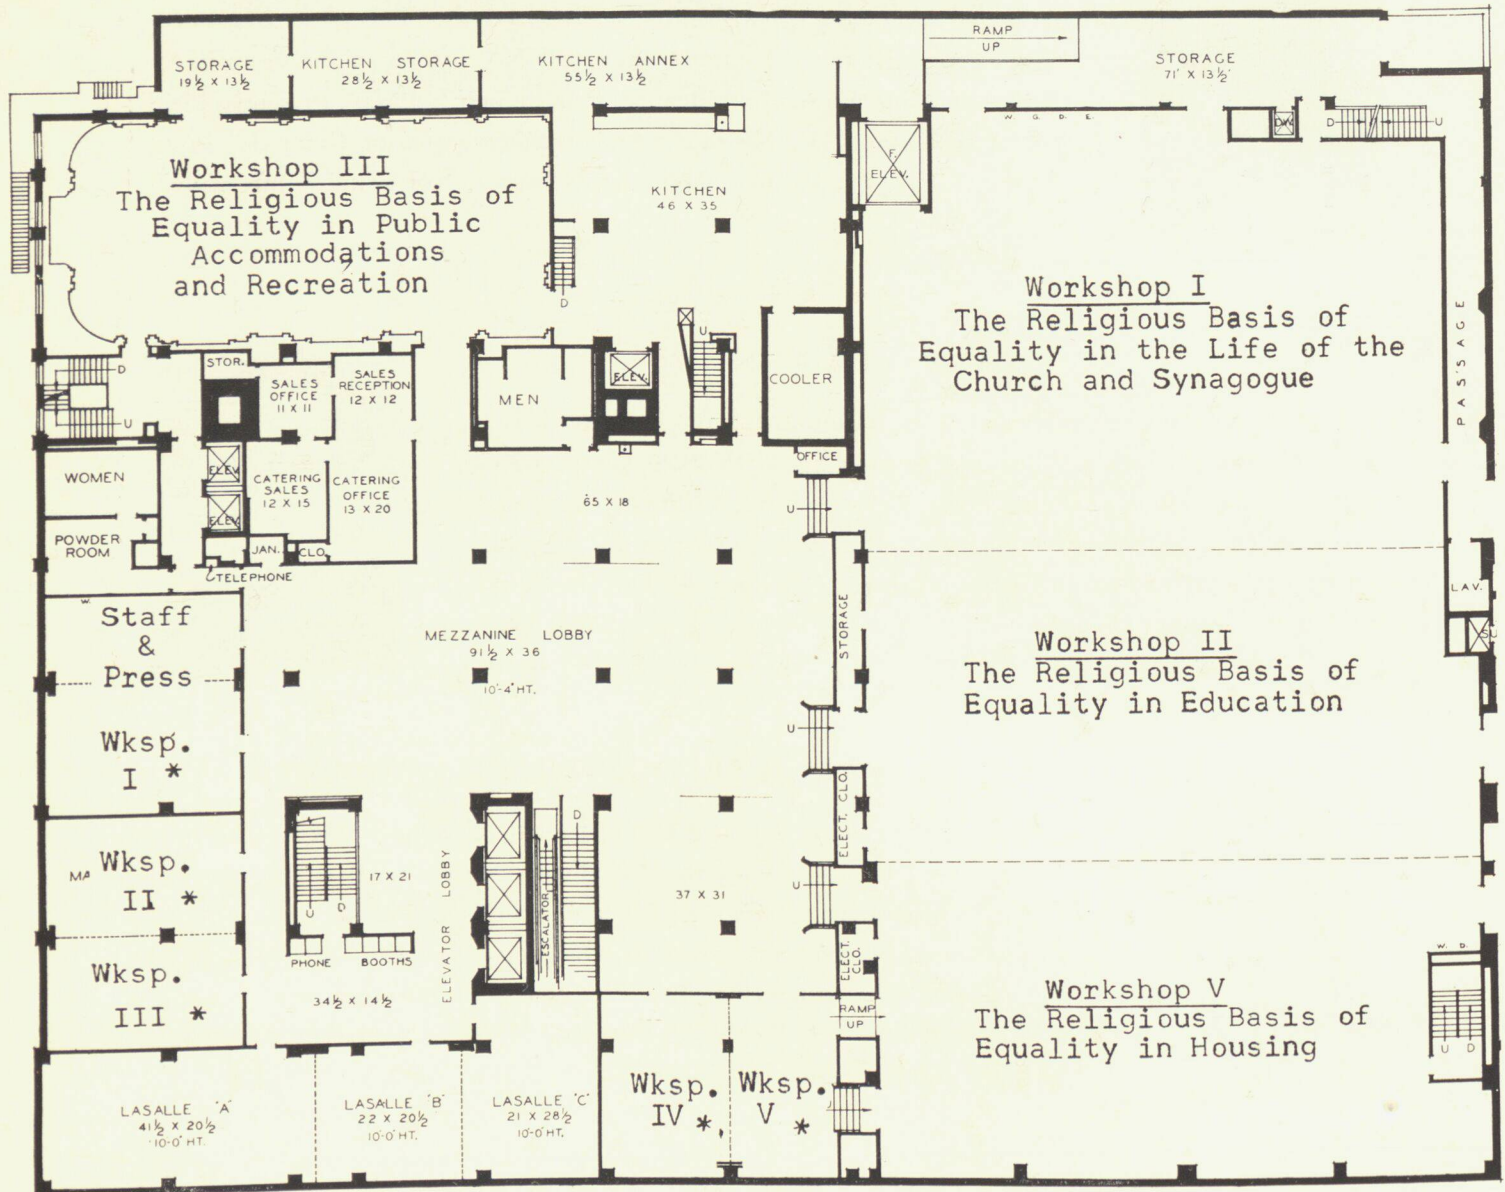 STORAGE
19½ X 13½
KITCHEN STORAGE
28½ X 13½
KITCHEN ANNEX
55½ X 13½
RAMP
UP
STORAGE
71' X 13½'
W. G. D. E.
D.W.
D
U
Workshop III
The Religious Basis of
Equality in Public
Accommodations
and Recreation
KITCHEN
46 X 35
F.
ELEV.
D
Workshop I
The Religious Basis of
Equality in the Life of the
Church and Synagogue
PASSAGE
D
U
STOR.
SALES
OFFICE
11 X 11
SALES
RECEPTION
12 X 12
MEN
ELEV.
U
COOLER
OFFICE
WOMEN
ELEV.
ELEV.
CATERING
SALES
12 X 15
CATERING
OFFICE
13 X 20
65 X 18
U
POWDER
ROOM
JAN.
CLO.
TELEPHONE
W.
Staff
&
Press
MEZZANINE LOBBY
91½ X 36
10'-4" HT.
STORAGE
LAV.
Workshop II
The Religious Basis of
Equality in Education
Wksp.
I *
U
ELECT. CLO.
MA
Wksp.
II *
17 X 21
U
D
PHONE BOOTHS
ELEVATOR LOBBY
ESCALATOR
D
37 X 31
U
ELECT.
CLO.
Wksp.
III *
34½ X 14½
RAMP
UP
Workshop V
The Religious Basis of
Equality in Housing
W. D.
U D
LASALLE "A"
41½ X 20½
10-0" HT.
LASALLE "B"
22 X 20½
10-0" HT.
LASALLE "C"
21 X 28½
10-0" HT.
Wksp.
IV *
Wksp.
V *